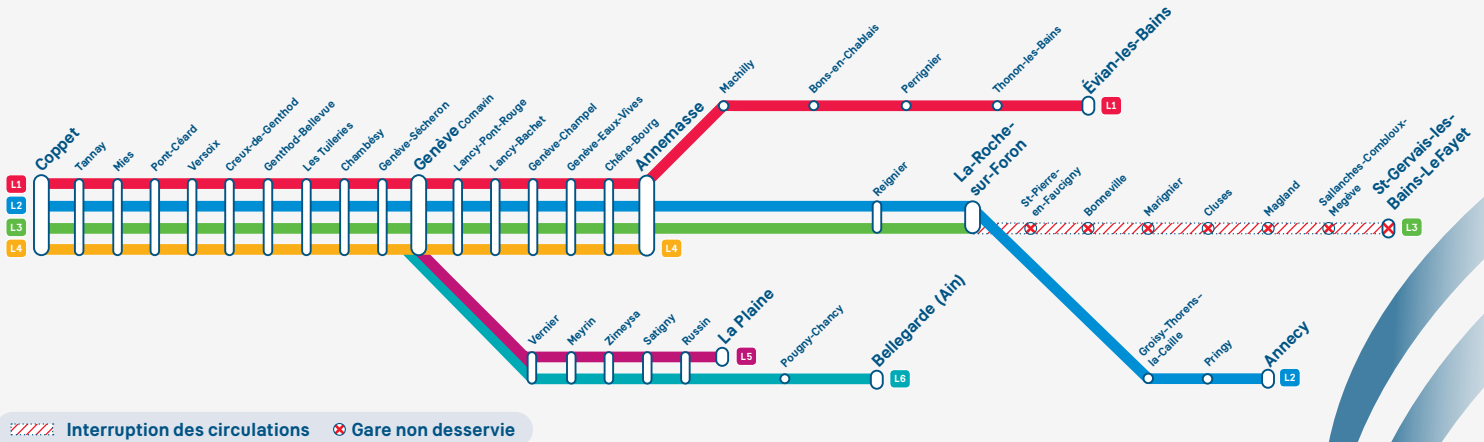 Coppet
Tannay
Mies
Pont-Céard
Versoix
Creux-de-Genthod
Genthod-Bellevue
Les Tuileries
Chambésy
Genève-Sécheron
Genève Cornavin
Lancy-Pont-Rouge
Lancy-Bachet
Genève-Champel
Genève-Eaux-Vives
Chêne-Bourg
Annemasse
Machilly
Bons-en-Chablais
Perrignier
Thonon-les-Bains
Évian-les-Bains
L1
L1
L2
L3
L4
L4
Reignier
La-Roche-
sur-Foron
St-Pierre-
en-Faucigny
Bonneville
Marignier
Cluses
Magland
Sallanches-Combloux-
Megève
St-Gervais-les-
Bains-Le Fayet
L3
Vernier
Meyrin
Zimeysa
Satigny
Russin
La Plaine
L5
Pougny-Chancy
Bellegarde (Ain)
L6
Groisy-Thorens-
la-Caille
Pringy
Annecy
L2
Interruption des circulations
Gare non desservie